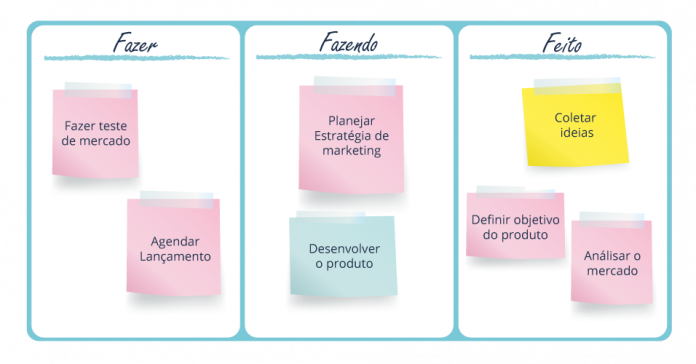 Fazer
Fazer teste
de mercado
Agendar
Lançamento
Fazendo
Planejar
Estratégia de
marketing
Desenvolver
o produto
Feito
Coletar
ideias
Definir objetivo
do produto
Análisar o
mercado